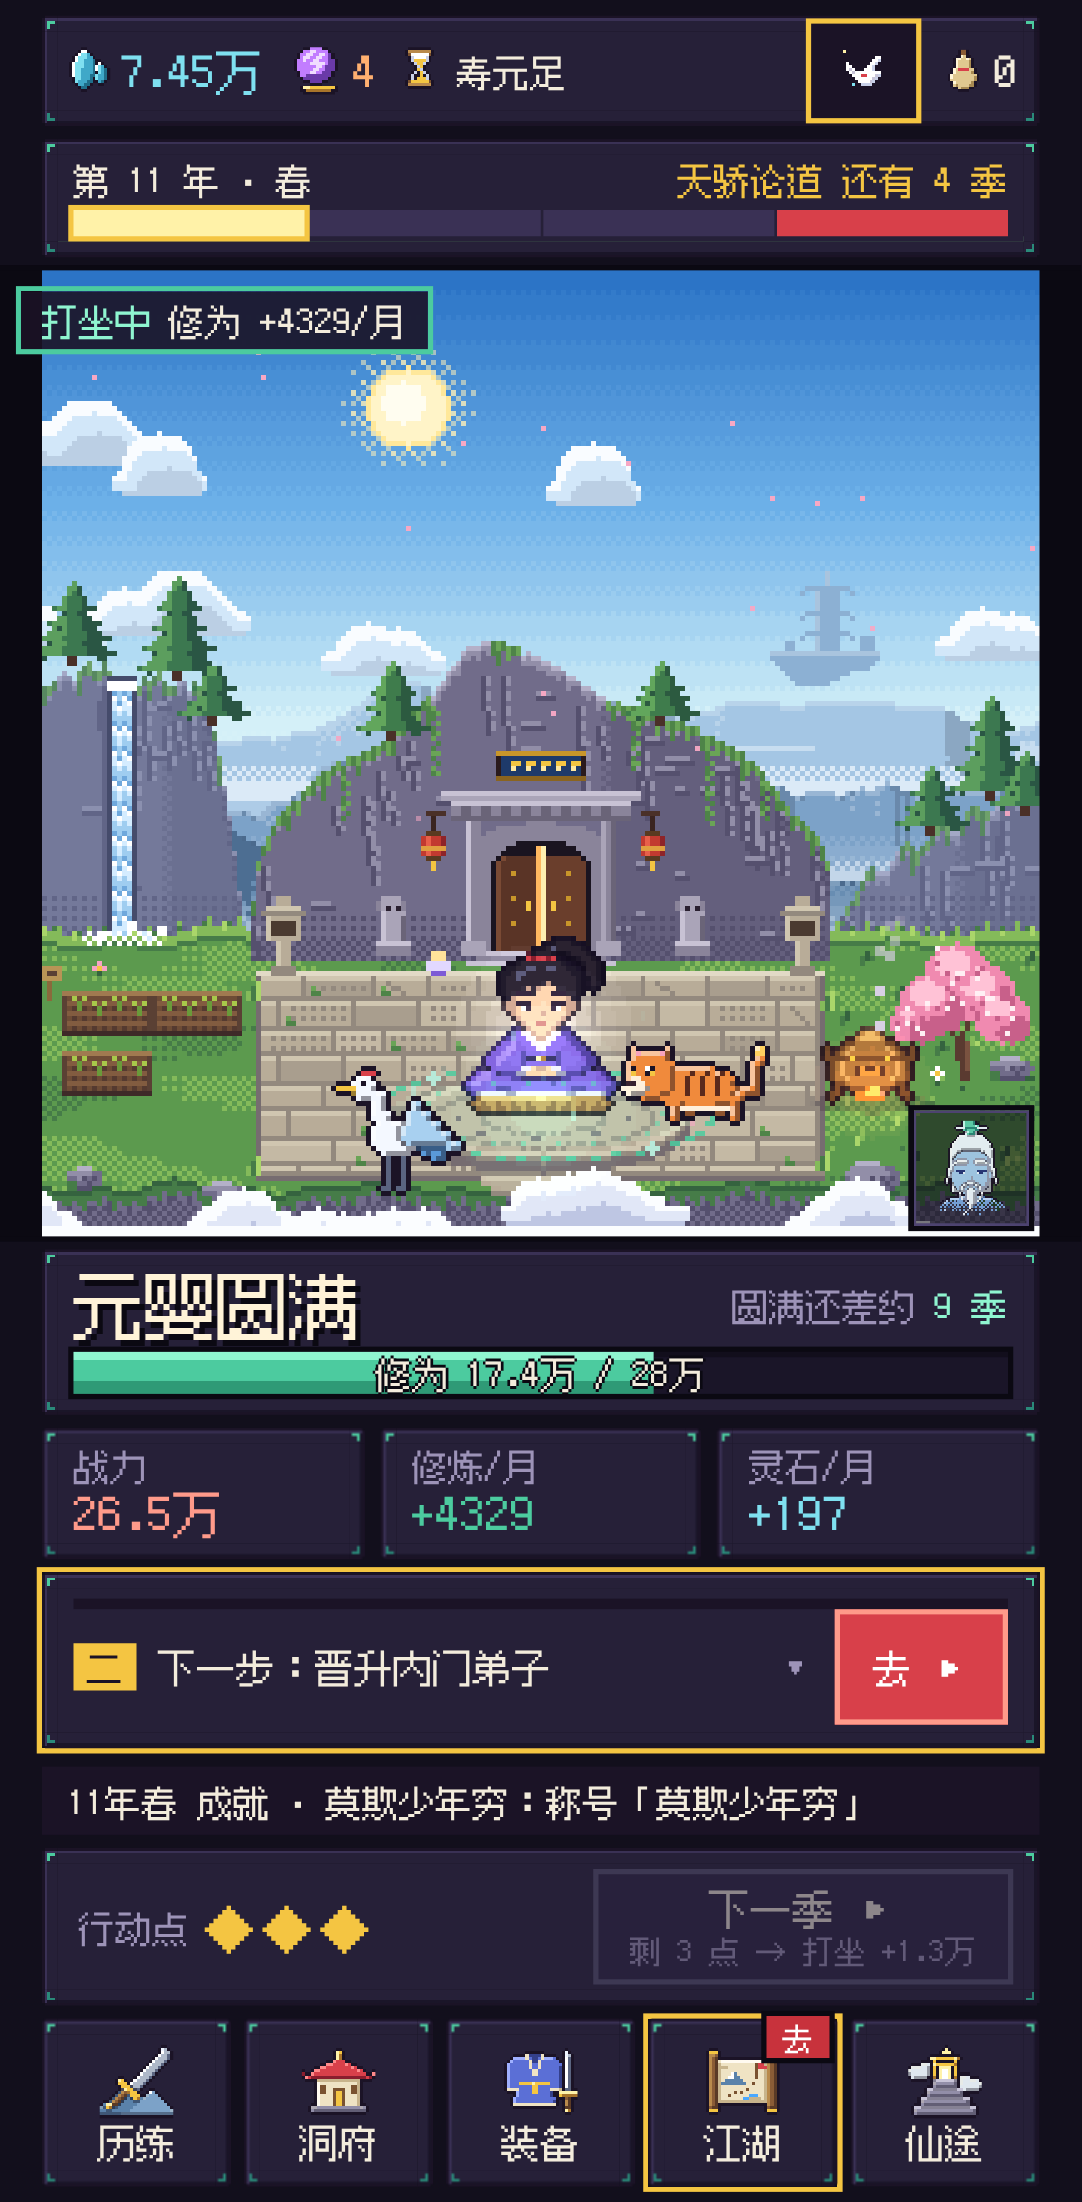 7.45万 4 寿元足 0
第 11 年 · 春 天骄论道 还有 4 季
打坐中 修为 +4329/月
元婴圆满 圆满还差约 9 季
修为 17.4万 / 28万
战力 修炼/月 灵石/月
26.5万 +4329 +197
二 下一步：晋升内门弟子 ▼ 去 ▶
11年春 成就 · 莫欺少年穷：称号「莫欺少年穷」
行动点 下一季 ▶
剩 3 点 → 打坐 +1.3万
去
历练 洞府 装备 江湖 仙途